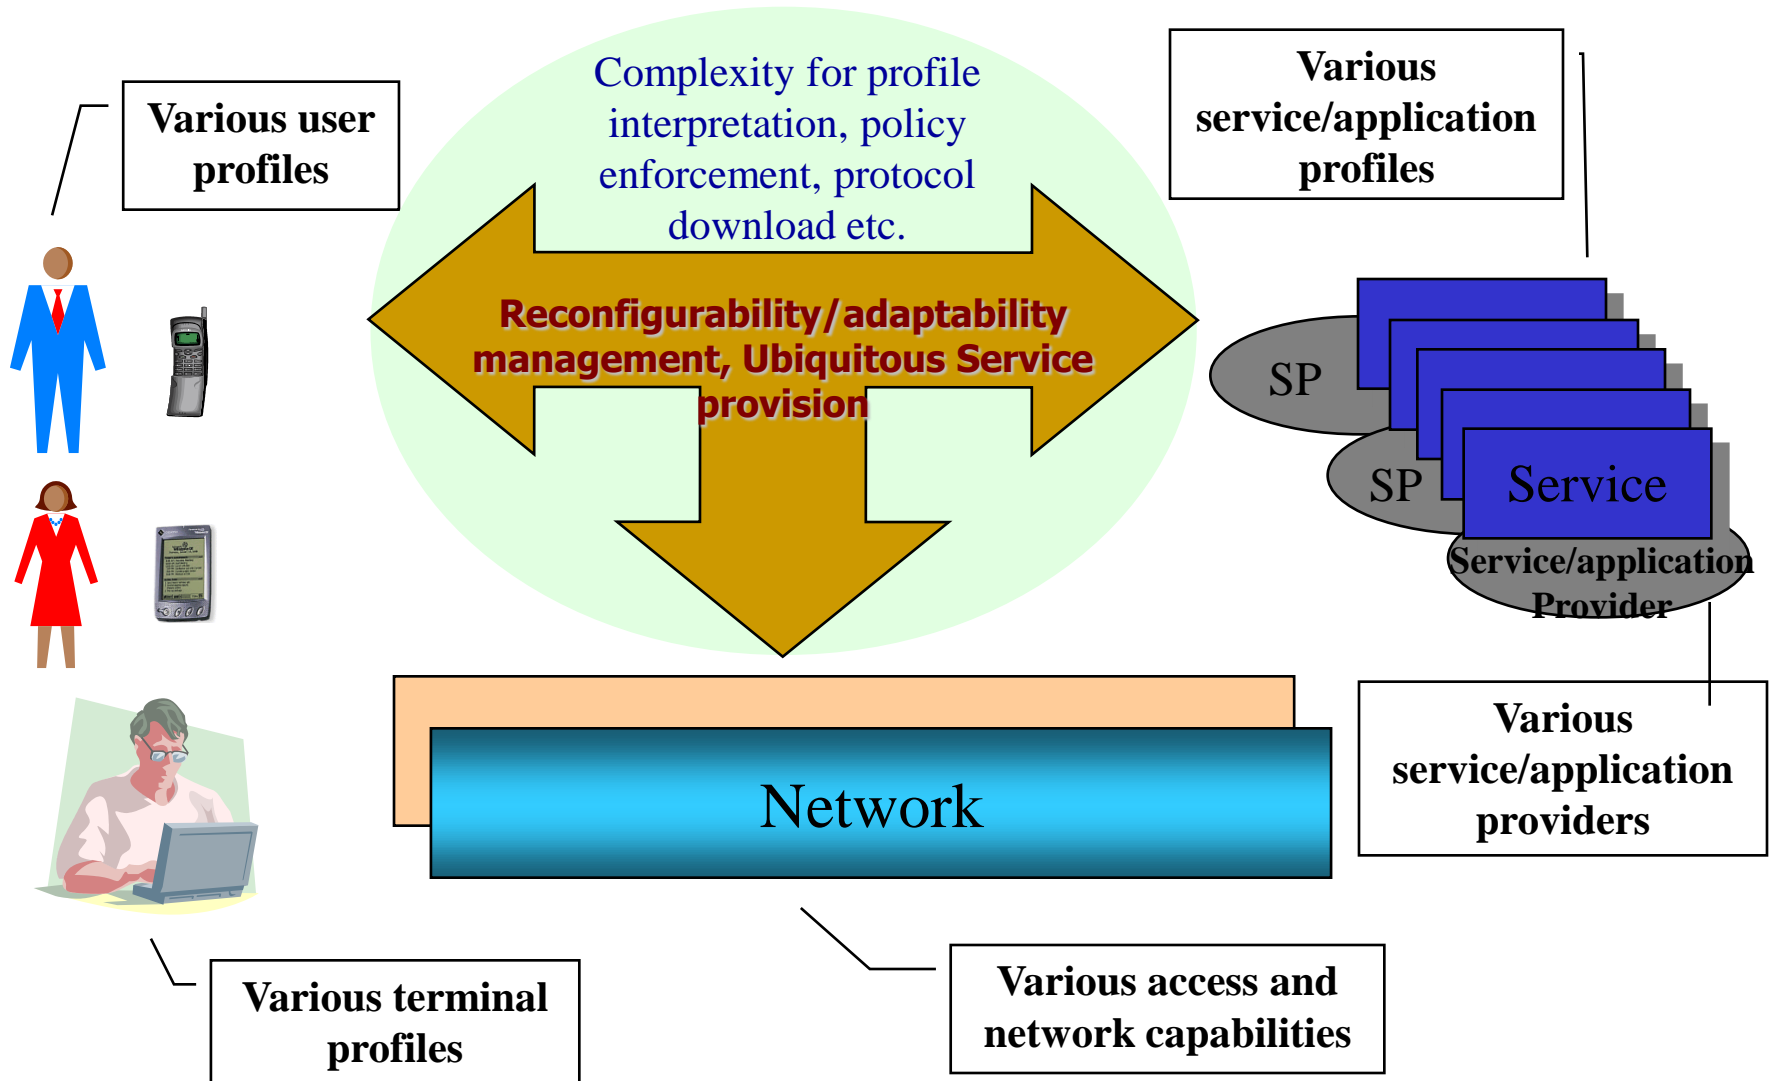 Various user
profiles
Complexity for profile
interpretation, policy
enforcement, protocol
download etc.
Various
service/application
profiles
Reconfigurability/adaptability
management, Ubiquitous Service
provision
SP
SP
Service
Service/application
Provider
Network
Various
service/application
providers
Various terminal
profiles
Various access and
network capabilities